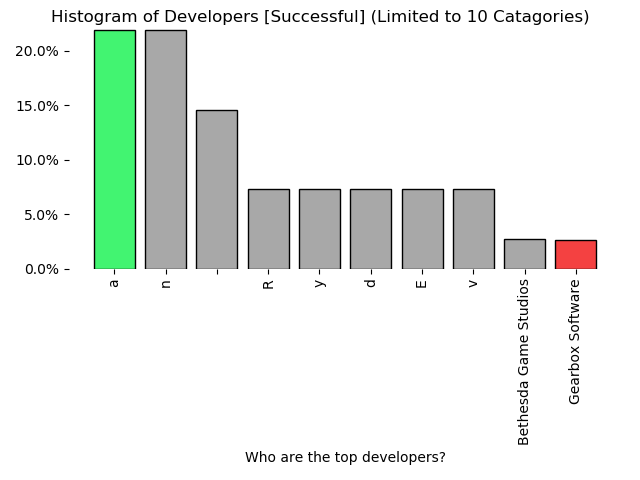 Histogram of Developers [Successful] (Limited to 10 Catagories)
20.0%
15.0%
10.0%
5.0%
0.0%
a
n
R
y
d
E
v
Bethesda Game Studios
Gearbox Software
Who are the top developers?